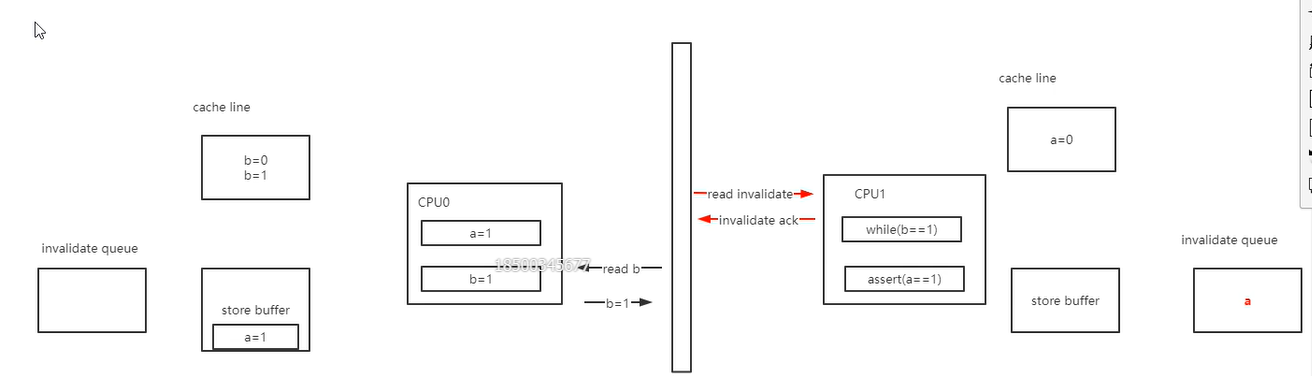 cache line
b=0
b=1
invalidate queue
store buffer
a=1
CPU0
a=1
b=1
18500345677
read b
b=1
read invalidate
invalidate ack
cache line
a=0
CPU1
while(b==1)
assert(a==1)
store buffer
invalidate queue
a